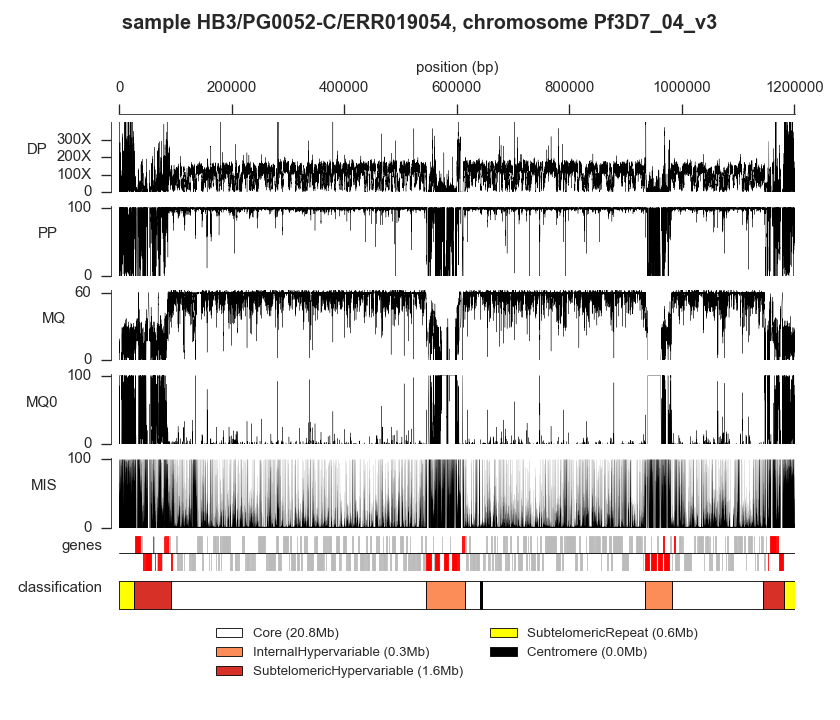 sample HB3/PG0052-C/ERR019054, chromosome Pf3D7_04_v3
position (bp)
0 200000 400000 600000 800000 1000000 1200000
DP
300X
200X
100X
0
PP
100
0
MQ
60
0
MQ0
100
0
MIS
100
0
genes
classification
Core (20.8Mb)
InternalHypervariable (0.3Mb)
SubtelomericHypervariable (1.6Mb)
SubtelomericRepeat (0.6Mb)
Centromere (0.0Mb)